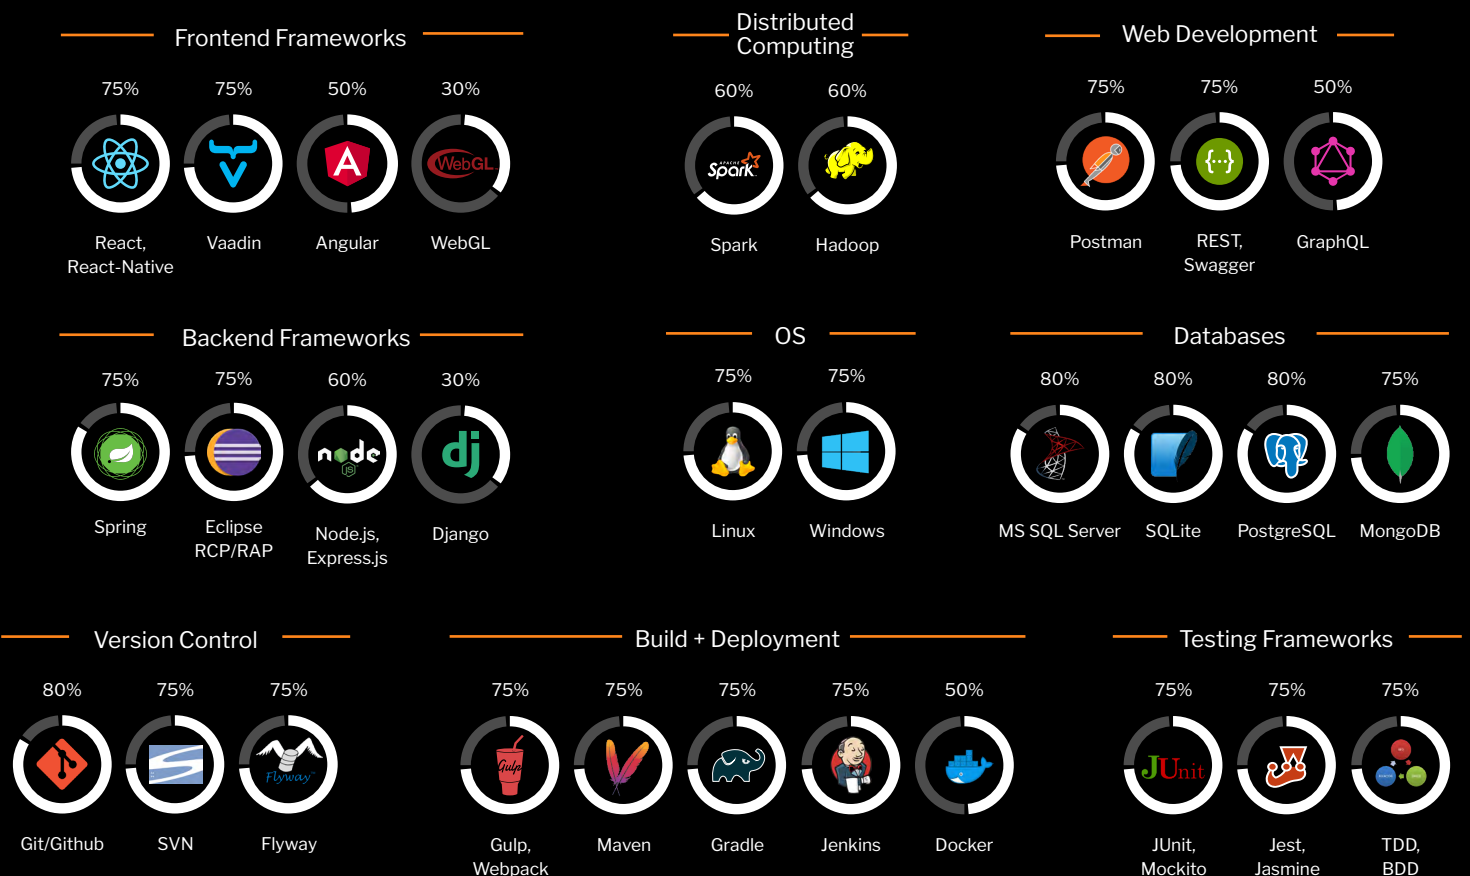 Frontend Frameworks
75% 75% 50% 30%
WebGL
React,
React-Native
Vaadin
Angular
WebGL
Distributed
Computing
60% 60%
APACHE
Spark
Spark
Hadoop
Web Development
75% 75% 50%
Postman
REST,
Swagger
GraphQL
Backend Frameworks
75% 75% 60% 30%
node
JS
dj
Spring
Eclipse
RCP/RAP
Node.js,
Express.js
Django
OS
75% 75%
Linux
Windows
Databases
80% 80% 80% 75%
MS SQL Server
SQLite
PostgreSQL
MongoDB
Version Control
80% 75% 75%
Flyway™
Git/Github
SVN
Flyway
Build + Deployment
75% 75% 75% 75% 50%
Gulp
Gulp,
Webpack
Maven
Gradle
Jenkins
Docker
Testing Frameworks
75% 75% 75%
JUnit
JUnit,
Mockito
Jest,
Jasmine
TDD,
BDD